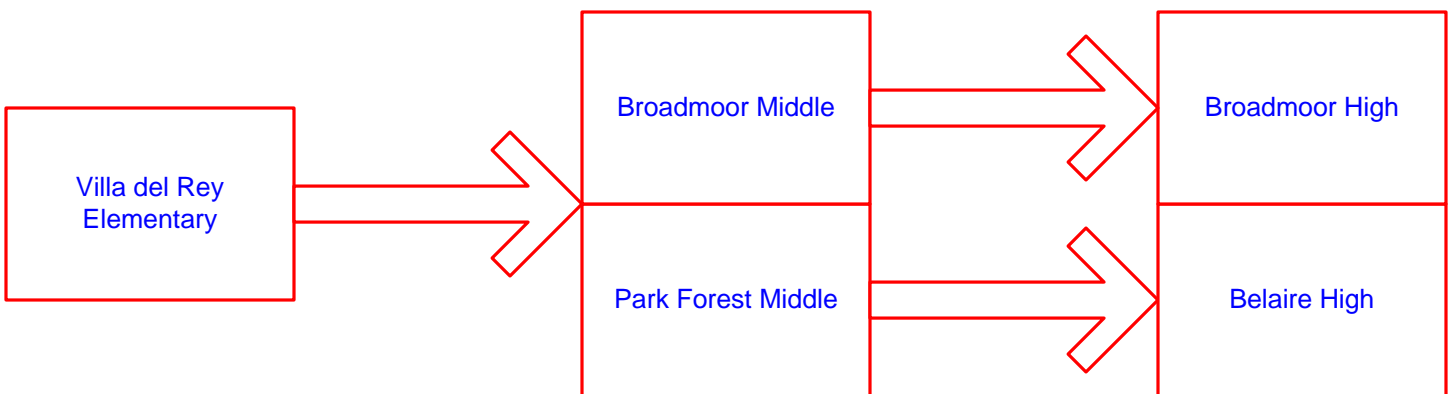 Villa del Rey
Elementary
Broadmoor Middle
Park Forest Middle
Broadmoor High
Belaire High